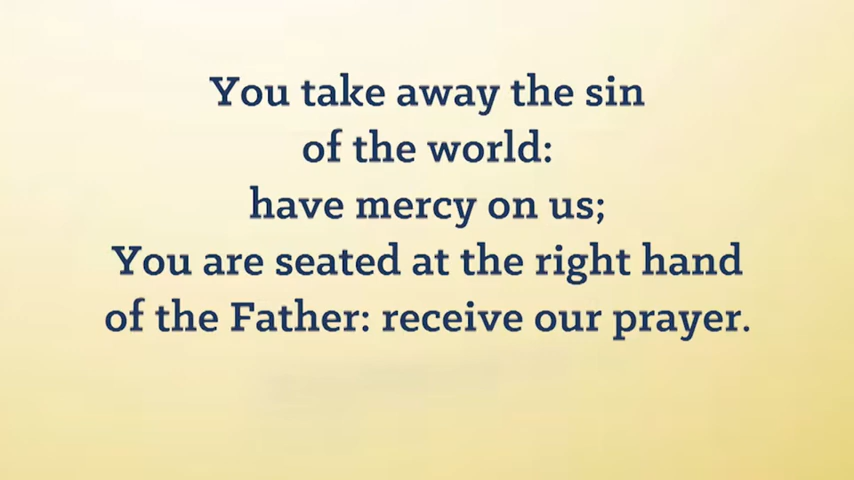 You take away the sin
of the world:
have mercy on us;
You are seated at the right hand
of the Father: receive our prayer.